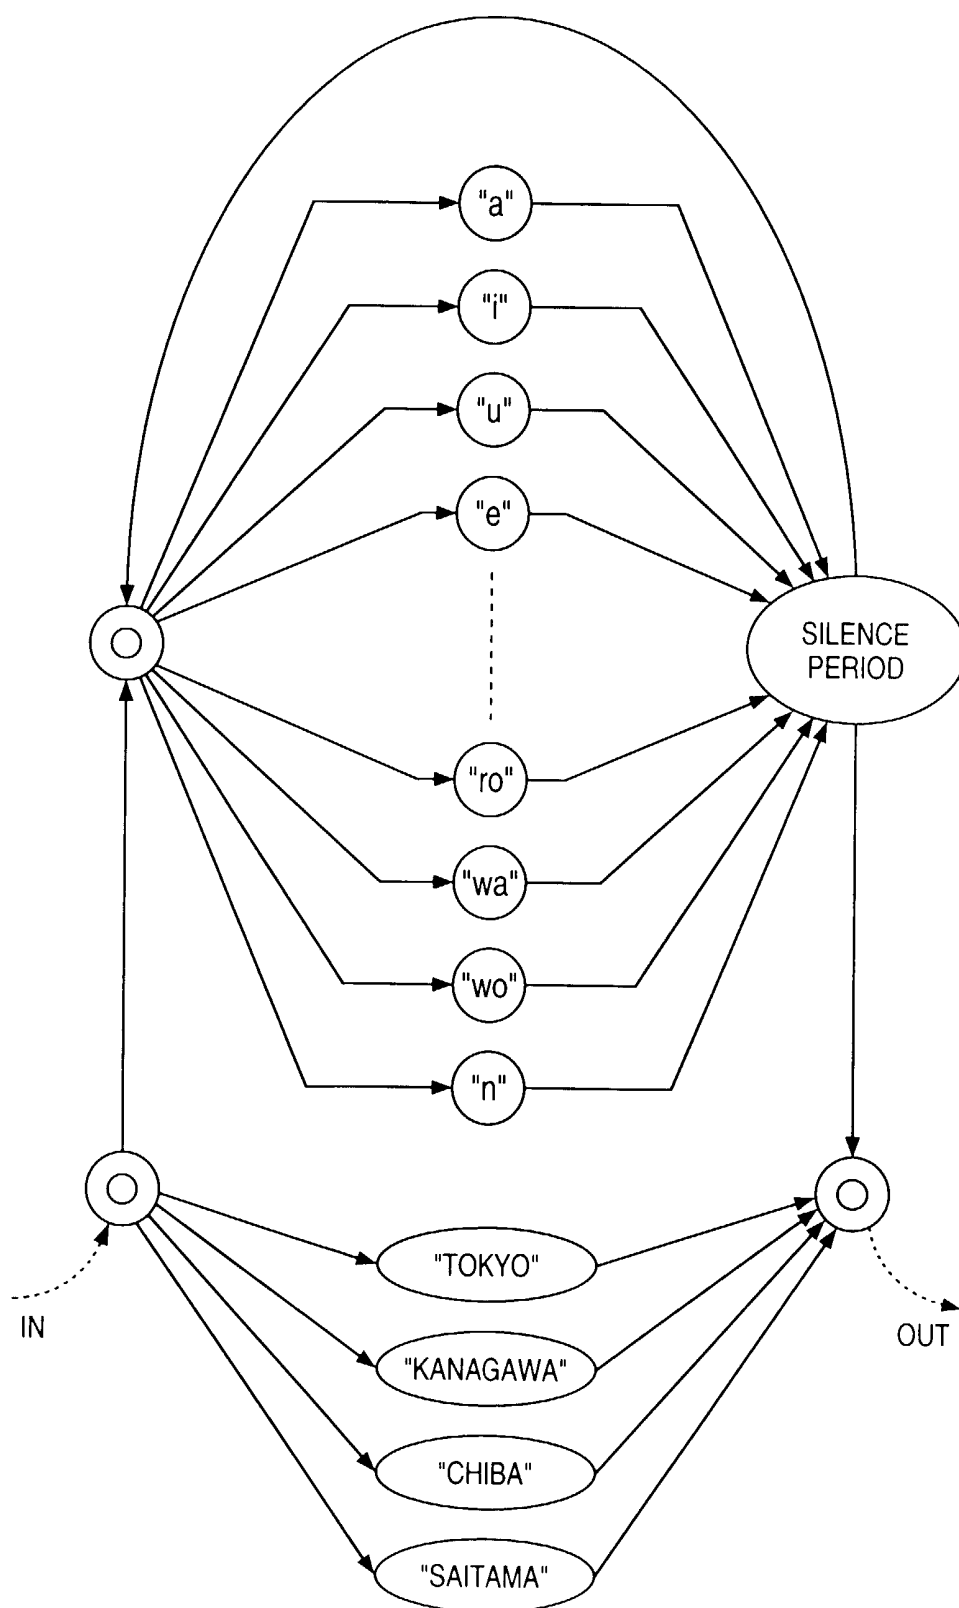 "a"
"i"
"u"
"e"
SILENCE
PERIOD
"ro"
"wa"
"wo"
"n"
"TOKYO"
IN
OUT
"KANAGAWA"
"CHIBA"
"SAITAMA"